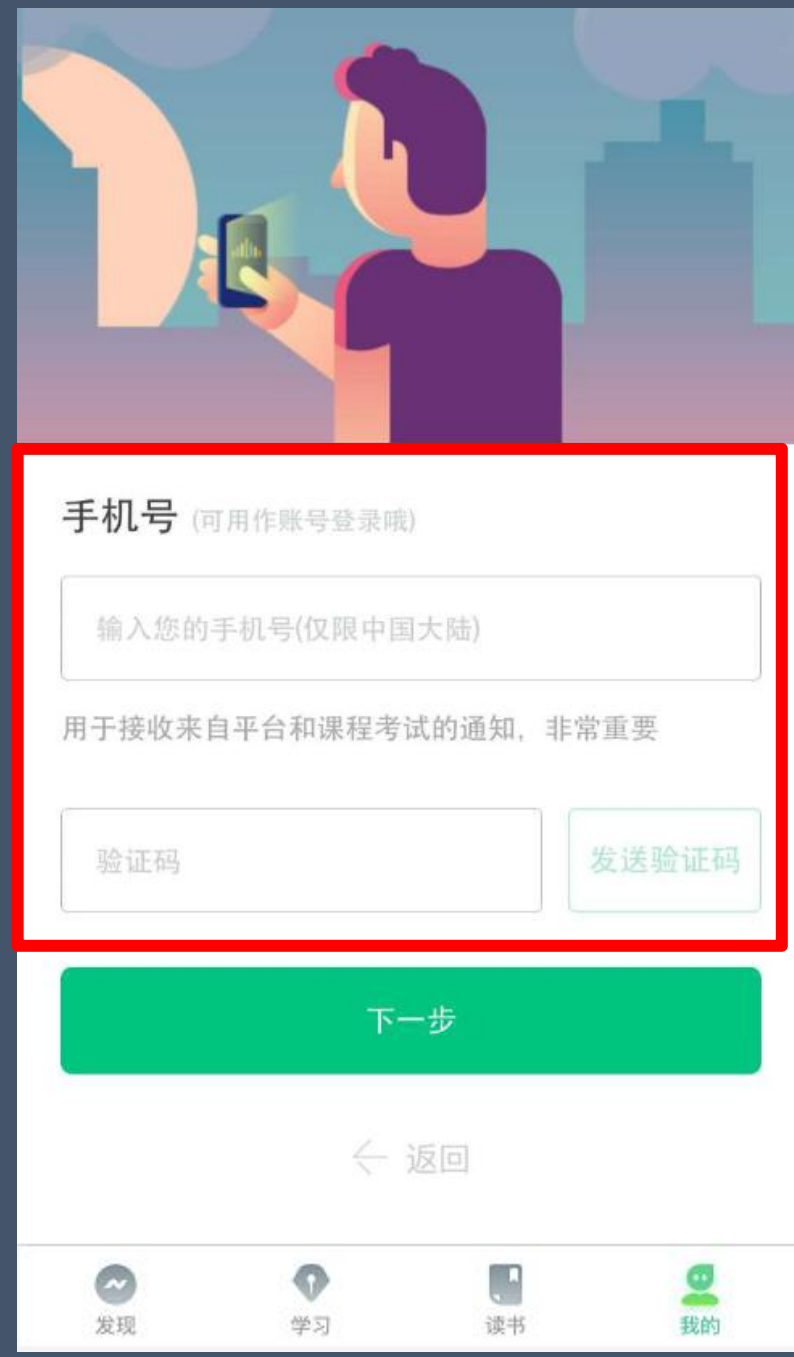 手机号 (可用作账号登录哦)
输入您的手机号(仅限中国大陆)
用于接收来自平台和课程考试的通知，非常重要
验证码 发送验证码
下一步
返回
发现 学习 读书 我的